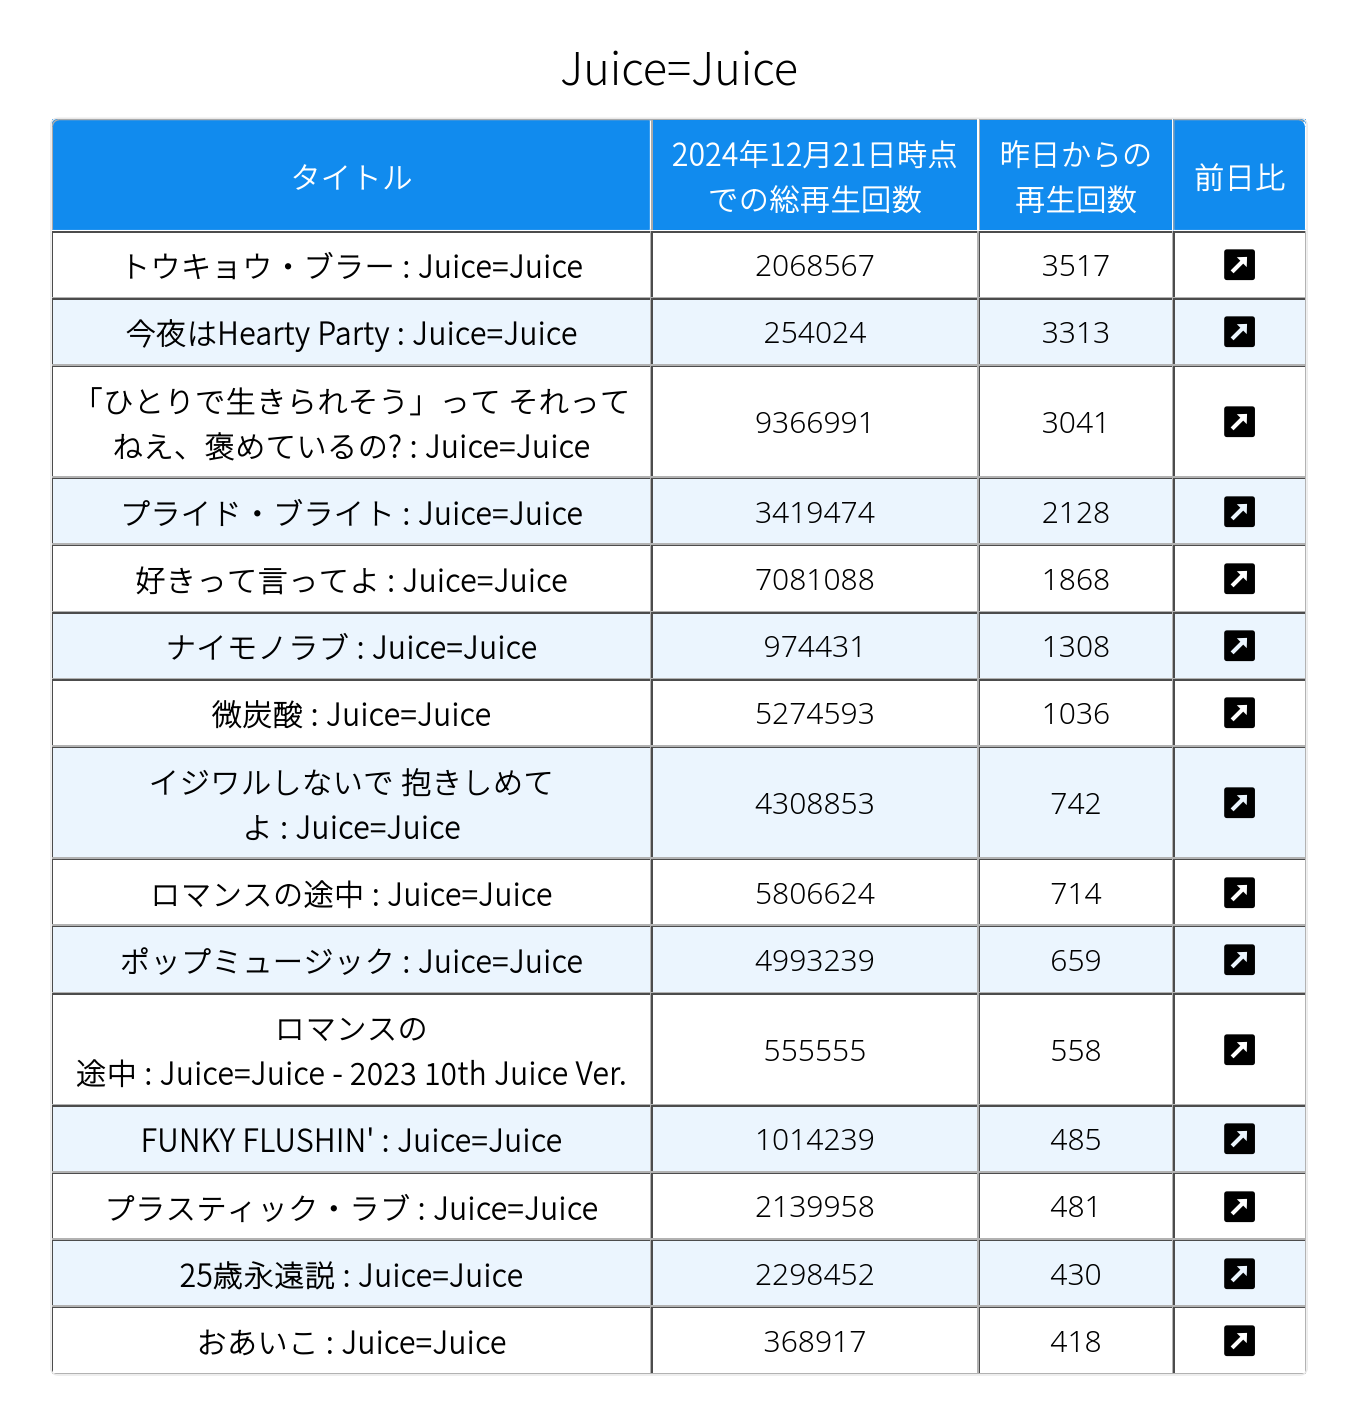 Juice=Juice
タイトル
2024年12月21日時点
での総再生回数
昨日からの
再生回数
前日比
トウキョウ・ブラー : Juice=Juice
2068567
3517
今夜はHearty Party : Juice=Juice
254024
3313
「ひとりで生きられそう」って それって
ねえ、褒めているの? : Juice=Juice
9366991
3041
プライド・ブライト : Juice=Juice
3419474
2128
好きって言ってよ : Juice=Juice
7081088
1868
ナイモノラブ : Juice=Juice
974431
1308
微炭酸 : Juice=Juice
5274593
1036
イジワルしないで 抱きしめて
よ : Juice=Juice
4308853
742
ロマンスの途中 : Juice=Juice
5806624
714
ポップミュージック : Juice=Juice
4993239
659
ロマンスの
途中 : Juice=Juice - 2023 10th Juice Ver.
555555
558
FUNKY FLUSHIN' : Juice=Juice
1014239
485
プラスティック・ラブ : Juice=Juice
2139958
481
25歳永遠説 : Juice=Juice
2298452
430
おあいこ : Juice=Juice
368917
418